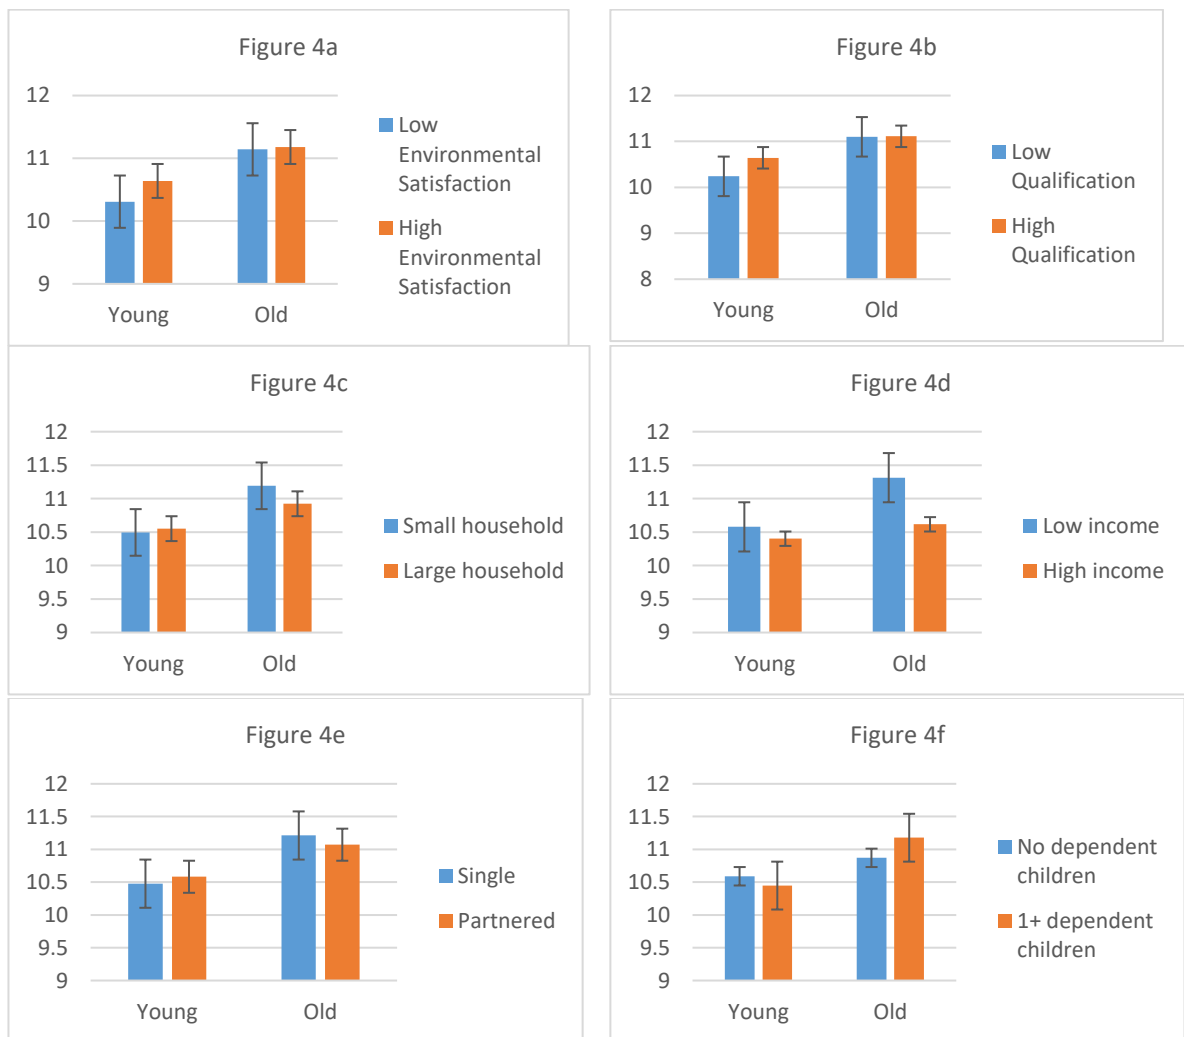 Figure 4a
12
11
10
9
Young
Old
Low
Environmental
Satisfaction
High
Environmental
Satisfaction
Figure 4b
12
11
10
9
8
Young
Old
Low
Qualification
High
Qualification
Figure 4c
12
11.5
11
10.5
10
9.5
9
Young
Old
Small household
Large household
Figure 4d
12
11.5
11
10.5
10
9.5
9
Young
Old
Low income
High income
Figure 4e
12
11.5
11
10.5
10
9.5
9
Young
Old
Single
Partnered
Figure 4f
12
11.5
11
10.5
10
9.5
9
Young
Old
No dependent
children
1+ dependent
children